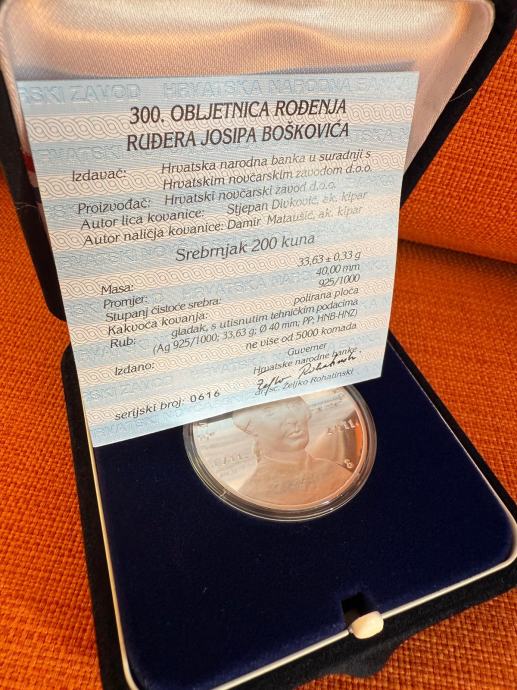 300. OBLJETNICA ROĐENJA
RUĐERA JOSIPA BOŠKOVIĆA
Izdavač: Hrvatska narodna banka u suradnji s
Hrvatskim novčarskim zavodom d.o.o.
Proizvođač: Hrvatski novčarski zavod d.o.o.
Autor lica kovanice: Stjepan Divković, ak. kipar
Autor naličja kovanice: Damir Mataušić, ak. kipar
Srebrnjak 200 kuna
Masa: 33,63 ± 0,33 g
Promjer: 40,00 mm
Stupanj čistoće srebra: 925/1000
Kakvoća kovanja: polirana ploča
Rub: gladak, s utisnutim tehničkim podacima
(Ag 925/1000; 33,63 g; Ø 40 mm; PP; HNB-HNZ)
Izdano: ne više od 5000 komada
Guverner
Hrvatske narodne banke
dr. sc. Željko Rohatinski
serijski broj: 0616